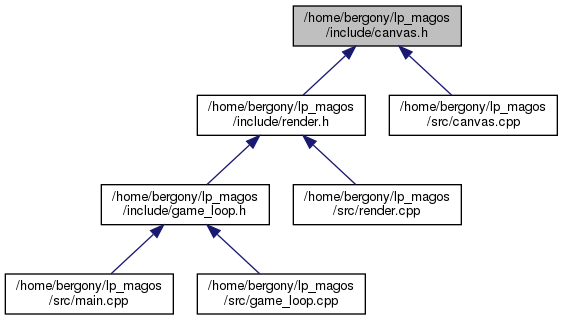 /home/bergony/lp_magos
/include/canvas.h
/home/bergony/lp_magos
/include/render.h
/home/bergony/lp_magos
/src/canvas.cpp
/home/bergony/lp_magos
/include/game_loop.h
/home/bergony/lp_magos
/src/render.cpp
/home/bergony/lp_magos
/src/main.cpp
/home/bergony/lp_magos
/src/game_loop.cpp